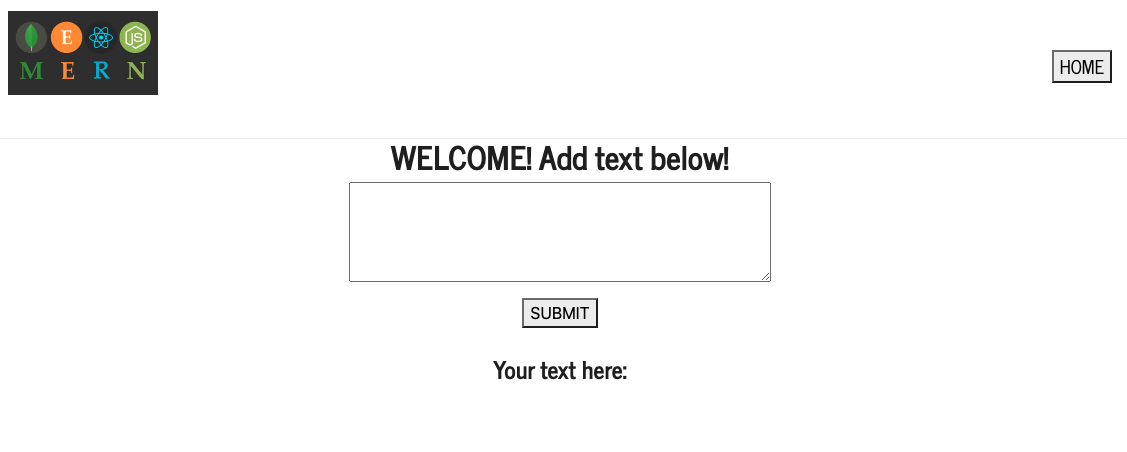 E JS
M E R N
HOME
WELCOME! Add text below!
SUBMIT
Your text here: